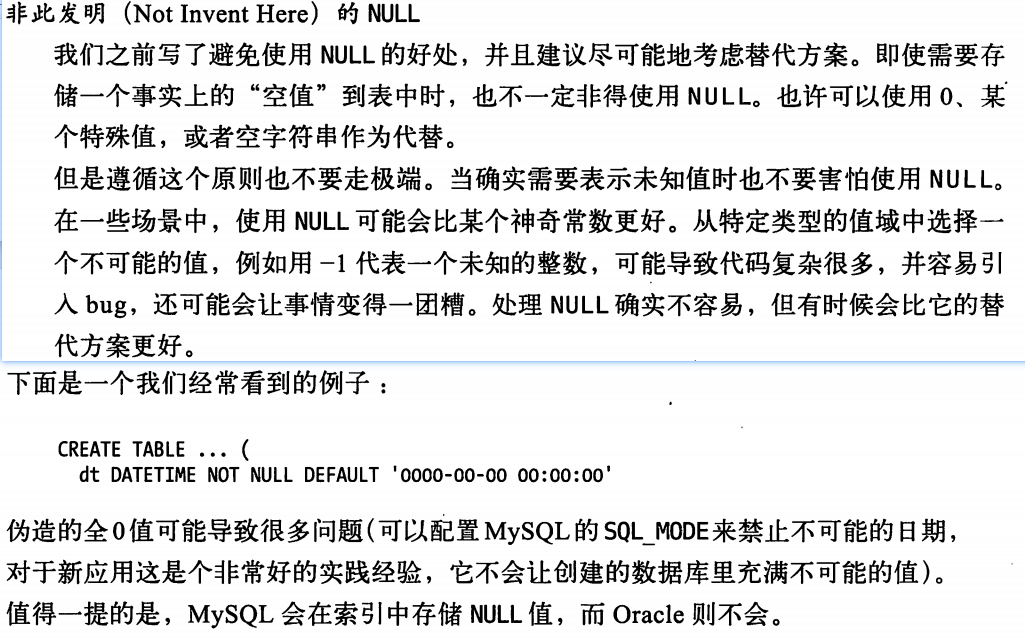 非此发明（Not Invent Here）的 NULL
我们之前写了避免使用 NULL 的好处，并且建议尽可能地考虑替代方案。即使需要存
储一个事实上的“空值”到表中时，也不一定非得使用 NULL。也许可以使用 0、某
个特殊值，或者空字符串作为代替。
但是遵循这个原则也不要走极端。当确实需要表示未知值时也不要害怕使用 NULL。
在一些场景中，使用 NULL 可能会比某个神奇常数更好。从特定类型的值域中选择一
个不可能的值，例如用 −1 代表一个未知的整数，可能导致代码复杂很多，并容易引
入 bug，还可能会让事情变得一团糟。处理 NULL 确实不容易，但有时候会比它的替
代方案更好。
下面是一个我们经常看到的例子：
CREATE TABLE ... (
dt DATETIME NOT NULL DEFAULT '0000-00-00 00:00:00'
伪造的全0值可能导致很多问题(可以配置MySQL的SQL_MODE来禁止不可能的日期，
对于新应用这是个非常好的实践经验，它不会让创建的数据库里充满不可能的值)。
值得一提的是，MySQL 会在索引中存储 NULL 值，而 Oracle 则不会。